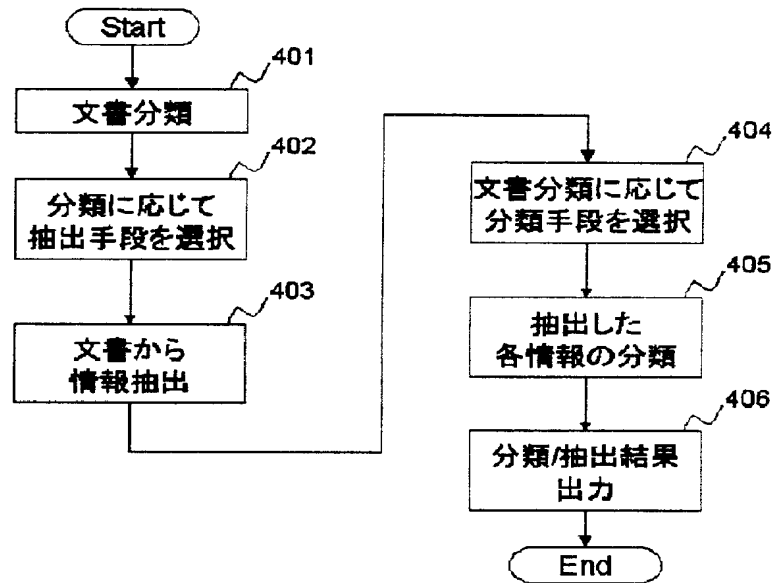 Start
401
文書分類
402
分類に応じて
抽出手段を選択
403
文書から
情報抽出
404
文書分類に応じて
分類手段を選択
405
抽出した
各情報の分類
406
分類/抽出結果
出力
End